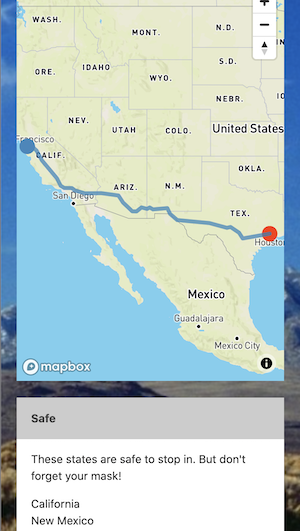 WASH.
MONT.
N.D.
ORE.
IDAHO
S.D.
WYO.
NEBR.
NEV.
UTAH
COLO.
United States
Francisco
CALIF.
OKLA.
ARIZ.
N.M.
San Diego
TEX.
Houston
Mexico
Guadalajara
Mexico City
mapbox
Safe
These states are safe to stop in. But don't
forget your mask!
California
New Mexico